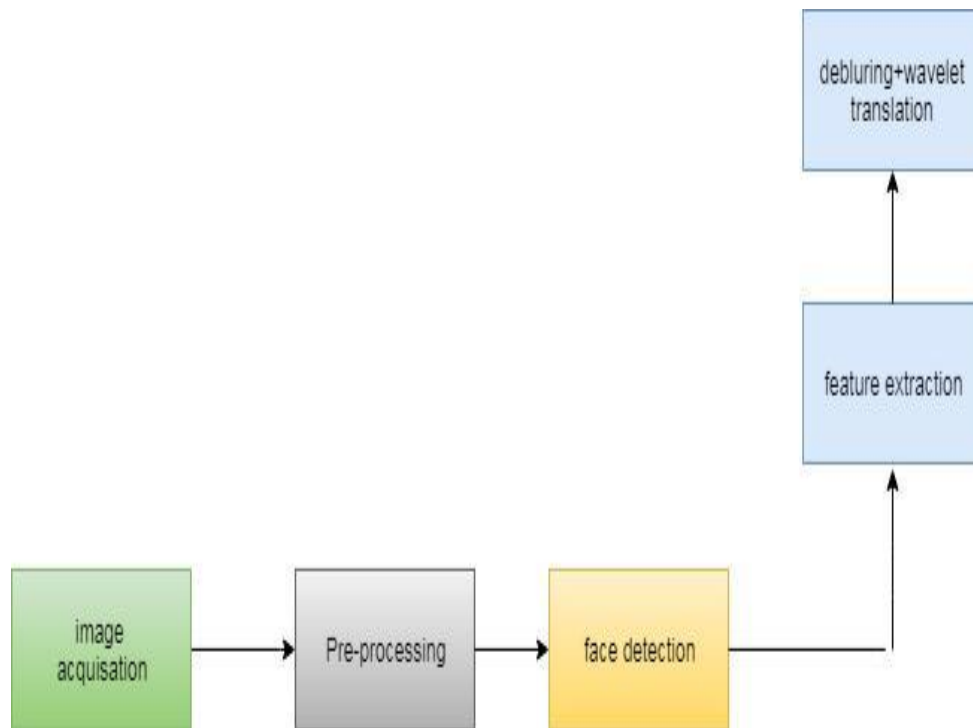 debluring+wavelet
translation
feature extraction
image
acquisation
Pre-processing
face detection